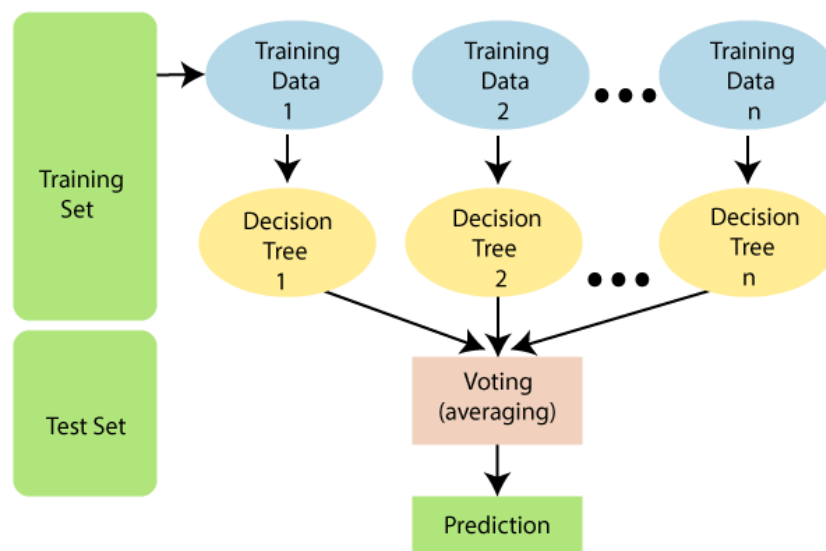 Training
Set
Test Set
Training
Data
1
Training
Data
2
Training
Data
n
Decision
Tree
1
Decision
Tree
2
Decision
Tree
n
Voting
(averaging)
Prediction